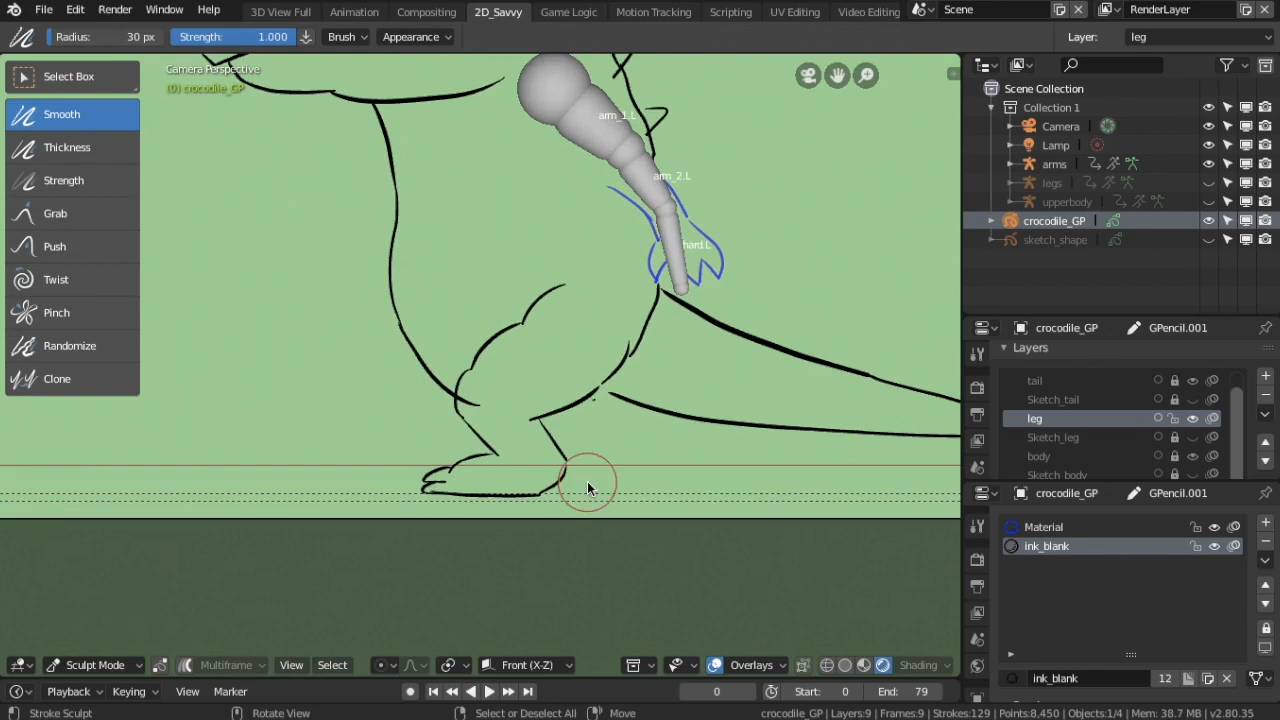 File Edit Render Window Help 3D View Full Animation Compositing 2D_Savvy Game Logic Motion Tracking Scripting UV Editing Video Editing Scene RenderLayer
Radius: 30 px Strength: 1.000 Brush Appearance Layer: leg
Select Box
Smooth
Thickness
Strength
Grab
Push
Twist
Pinch
Randomize
Clone
Camera Perspective
(0) crocodile_GP
arm_1.L
arm_2.L
hard.L
Scene Collection
Collection 1
Camera
Lamp
arms
legs
upperbody
crocodile_GP
sketch_shape
crocodile_GP GPencil.001
Layers
tail
Sketch_tail
leg
Sketch_leg
body
Sketch_body
crocodile_GP GPencil.001
Material
ink_blank
ink_blank 12
Sculpt Mode Multiframe View Select Front (X-Z) Overlays Shading
Playback Keying View Marker 0 Start: 0 End: 79
Stroke Sculpt Rotate View Select or Deselect All Move crocodile_GP | Layers:9 | Frames:9 | Strokes:129 | Points:8,450 | Objects:1/4 | Mem: 38.7 MB | v2.80.35